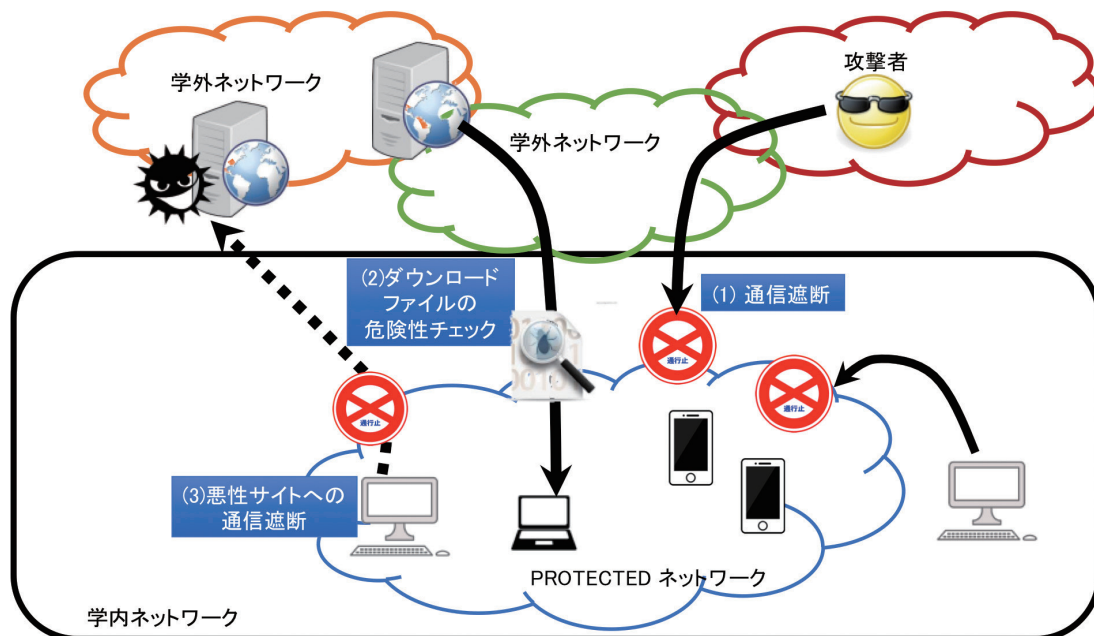 学外ネットワーク
攻撃者
学外ネットワーク
(2)ダウンロード
ファイルの
危険性チェック
(1) 通信遮断
通行止
通行止
通行止
(3)悪性サイトへの
通信遮断
PROTECTED ネットワーク
学内ネットワーク